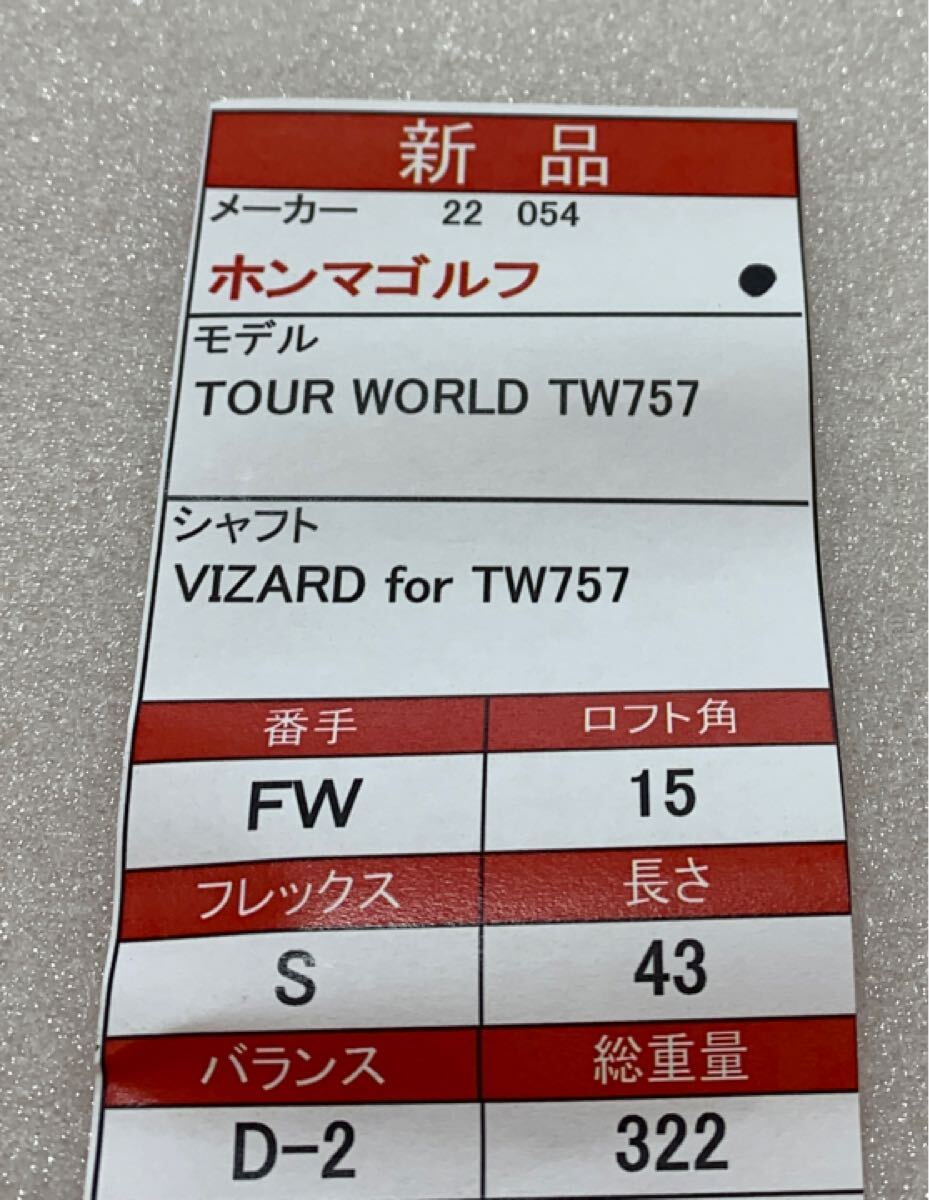 新 品
メーカー 22 054
ホンマゴルフ ●
モデル
TOUR WORLD TW757
シャフト
VIZARD for TW757
番手 ロフト角
FW 15
フレックス 長さ
S 43
バランス 総重量
D-2 322